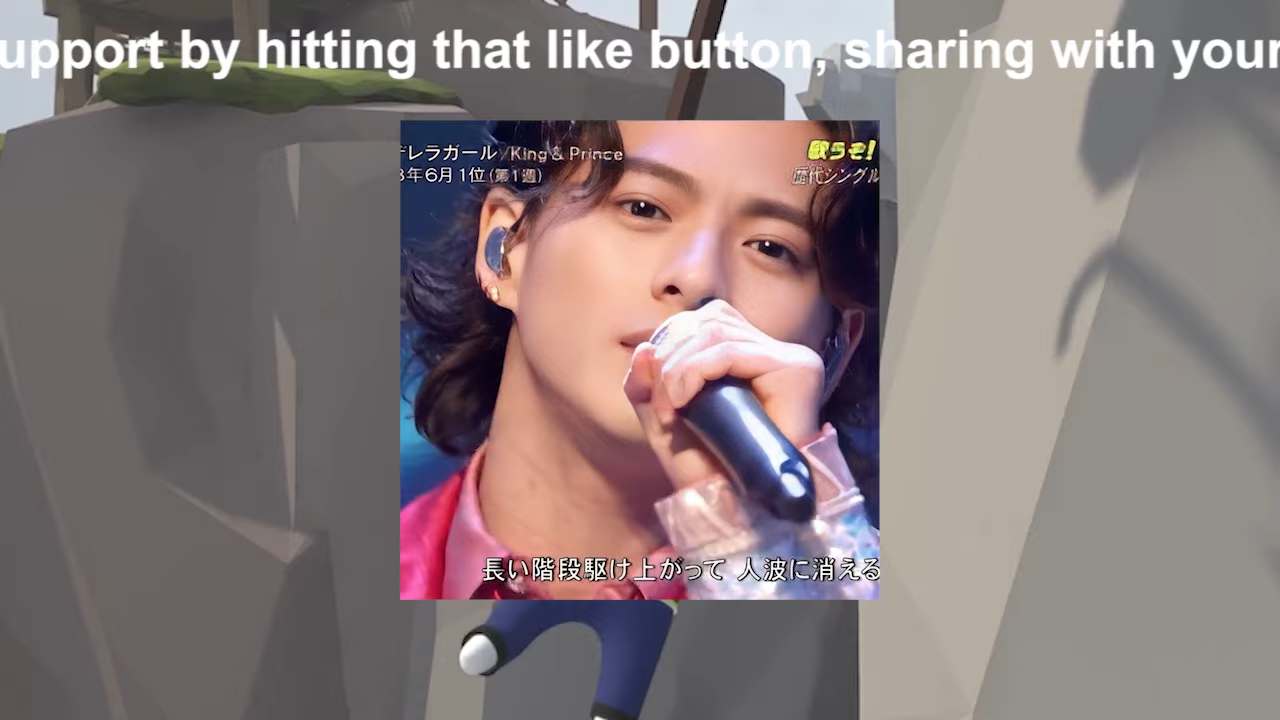 upport by hitting that like button, sharing with your
デレラガール/King & Prince
歌うぞ!
8年6月1位(第1週)
歴代シングル
長い階段駆け上がって 人波に消える